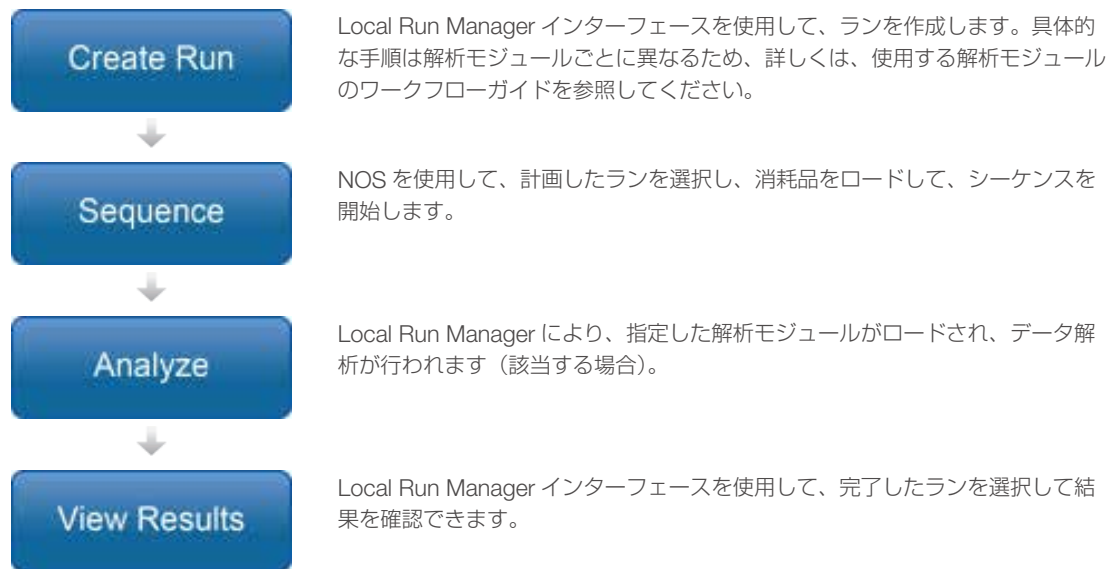 Create Run
Local Run Manager インターフェースを使用して、ランを作成します。具体的
な手順は解析モジュールごとに異なるため、詳しくは、使用する解析モジュール
のワークフローガイドを参照してください。
Sequence
NOS を使用して、計画したランを選択し、消耗品をロードして、シーケンスを
開始します。
Analyze
Local Run Manager により、指定した解析モジュールがロードされ、データ解
析が行われます（該当する場合）。
View Results
Local Run Manager インターフェースを使用して、完了したランを選択して結
果を確認できます。